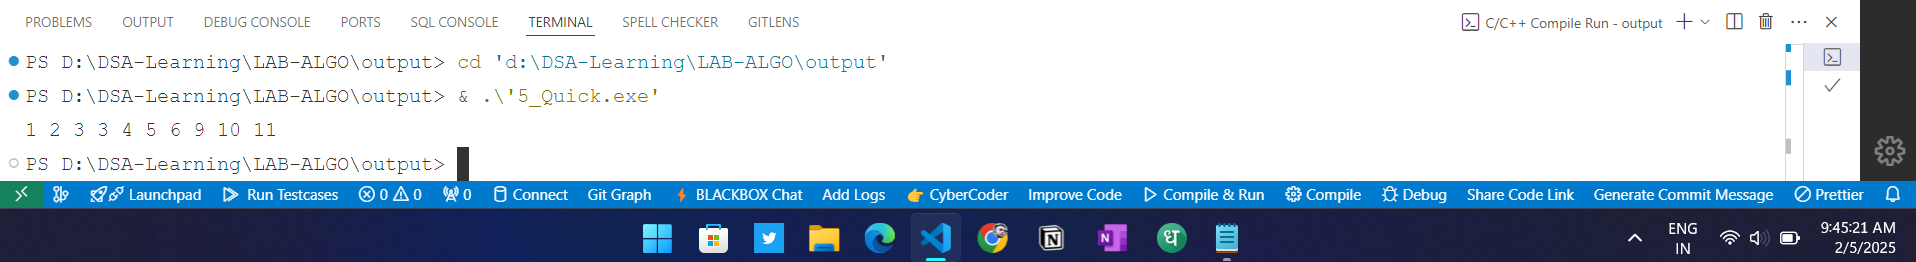 PROBLEMS OUTPUT DEBUG CONSOLE PORTS SQL CONSOLE TERMINAL SPELL CHECKER GITLENS C/C++ Compile Run - output
PS D:\DSA-Learning\LAB-ALGO\output> cd 'd:\DSA-Learning\LAB-ALGO\output'
PS D:\DSA-Learning\LAB-ALGO\output> & .\'5_Quick.exe'
1 2 3 3 4 5 6 9 10 11
PS D:\DSA-Learning\LAB-ALGO\output>
Launchpad Run Testcases 0 0 0 Connect Git Graph BLACKBOX Chat Add Logs CyberCoder Improve Code Compile & Run Compile Debug Share Code Link Generate Commit Message Prettier
ENG 9:45:21 AM
IN 2/5/2025